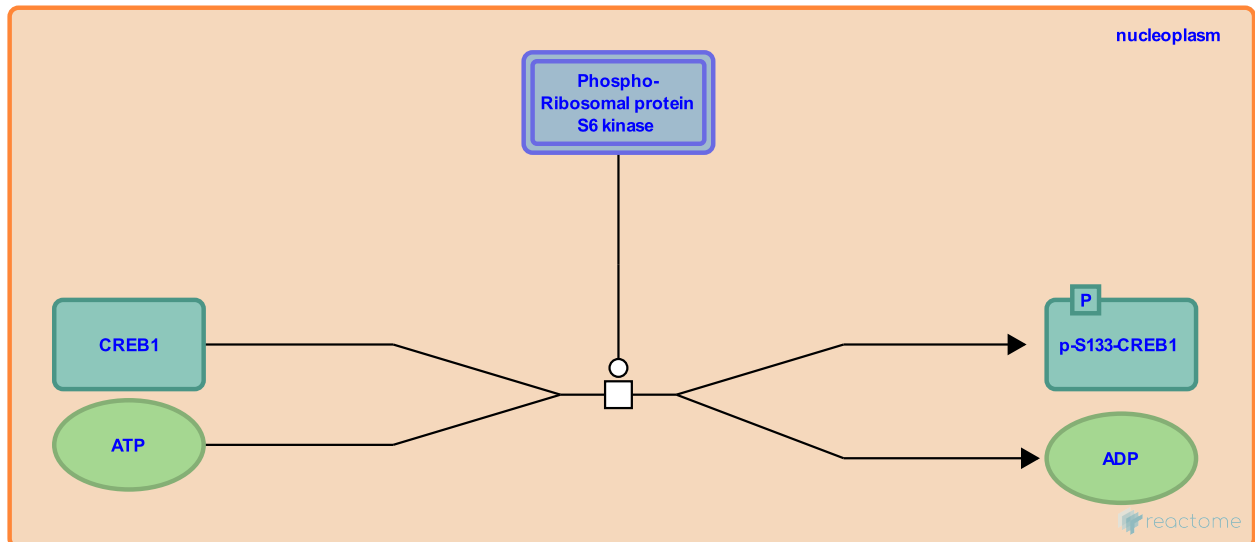 nucleoplasm
Phospho-
Ribosomal protein
S6 kinase
CREB1
P
p-S133-CREB1
ATP
ADP
reactome